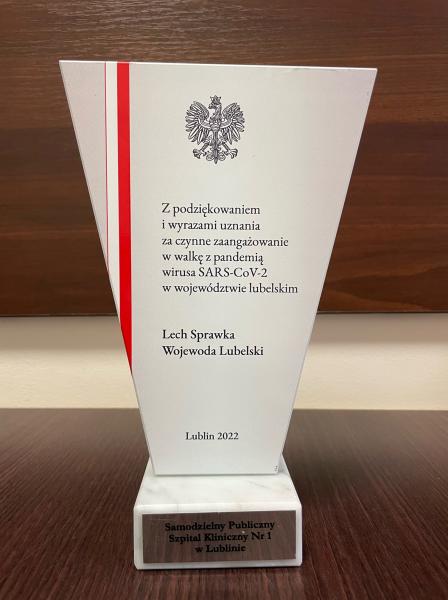 Z podziękowaniem
i wyrazami uznania
za czynne zaangażowanie
w walkę z pandemią
wirusa SARS-CoV-2
w województwie lubelskim
Lech Sprawka
Wojewoda Lubelski
Lublin 2022
Samodzielny Publiczny
Szpital Kliniczny Nr 1
w Lublinie